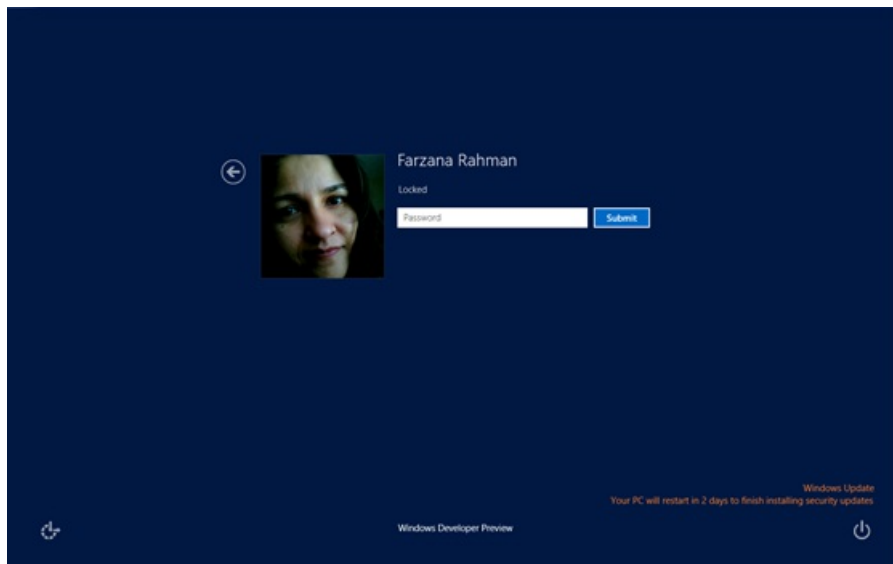 Farzana Rahman
Locked
Password
Submit
Windows Update
Your PC will restart in 2 days to finish installing security updates
Windows Developer Preview